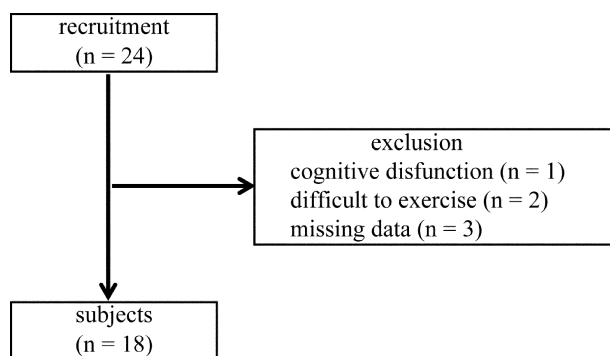 recruitment
(n = 24)
exclusion
cognitive disfunction (n = 1)
difficult to exercise (n = 2)
missing data (n = 3)
subjects
(n = 18)